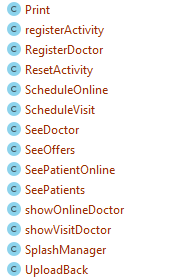 C Print
C registerActivity
C RegisterDoctor
C ResetActivity
C ScheduleOnline
C ScheduleVisit
C SeeDoctor
C SeeOffers
C SeePatientOnline
C SeePatients
C showOnlineDoctor
C showVisitDoctor
C SplashManager
C UploadBack